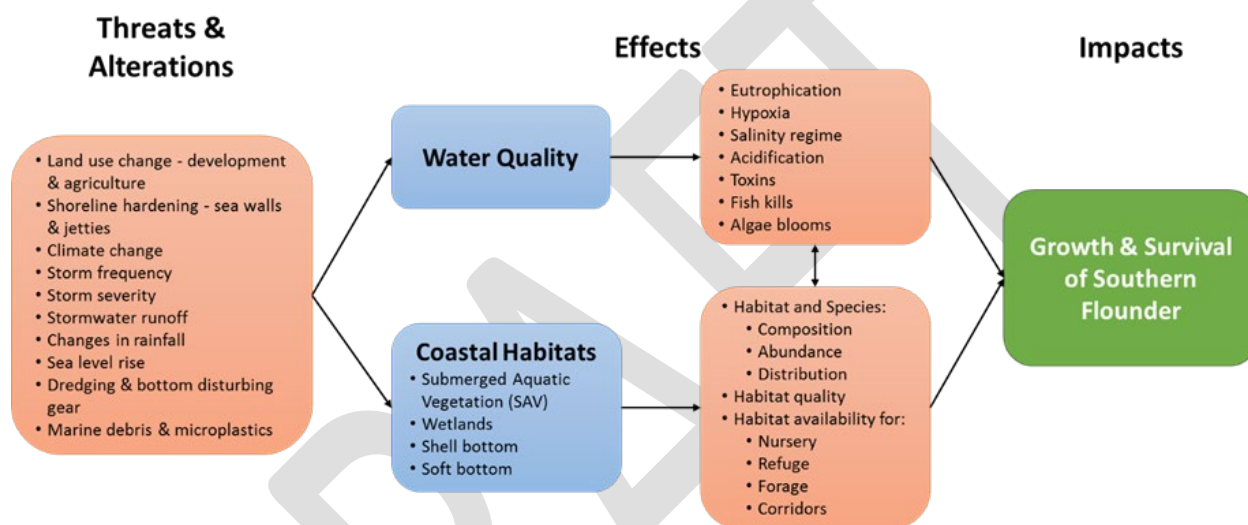 Threats &
Alterations
Effects
Impacts
• Land use change - development
& agriculture
• Shoreline hardening - sea walls
& jetties
• Climate change
• Storm frequency
• Storm severity
• Stormwater runoff
• Changes in rainfall
• Sea level rise
• Dredging & bottom disturbing
gear
• Marine debris & microplastics
Water Quality
Coastal Habitats
• Submerged Aquatic
Vegetation (SAV)
• Wetlands
• Shell bottom
• Soft bottom
• Eutrophication
• Hypoxia
• Salinity regime
• Acidification
• Toxins
• Fish kills
• Algae blooms
• Habitat and Species:
• Composition
• Abundance
• Distribution
• Habitat quality
• Habitat availability for:
• Nursery
• Refuge
• Forage
• Corridors
Growth & Survival
of Southern
Flounder
DRAFT